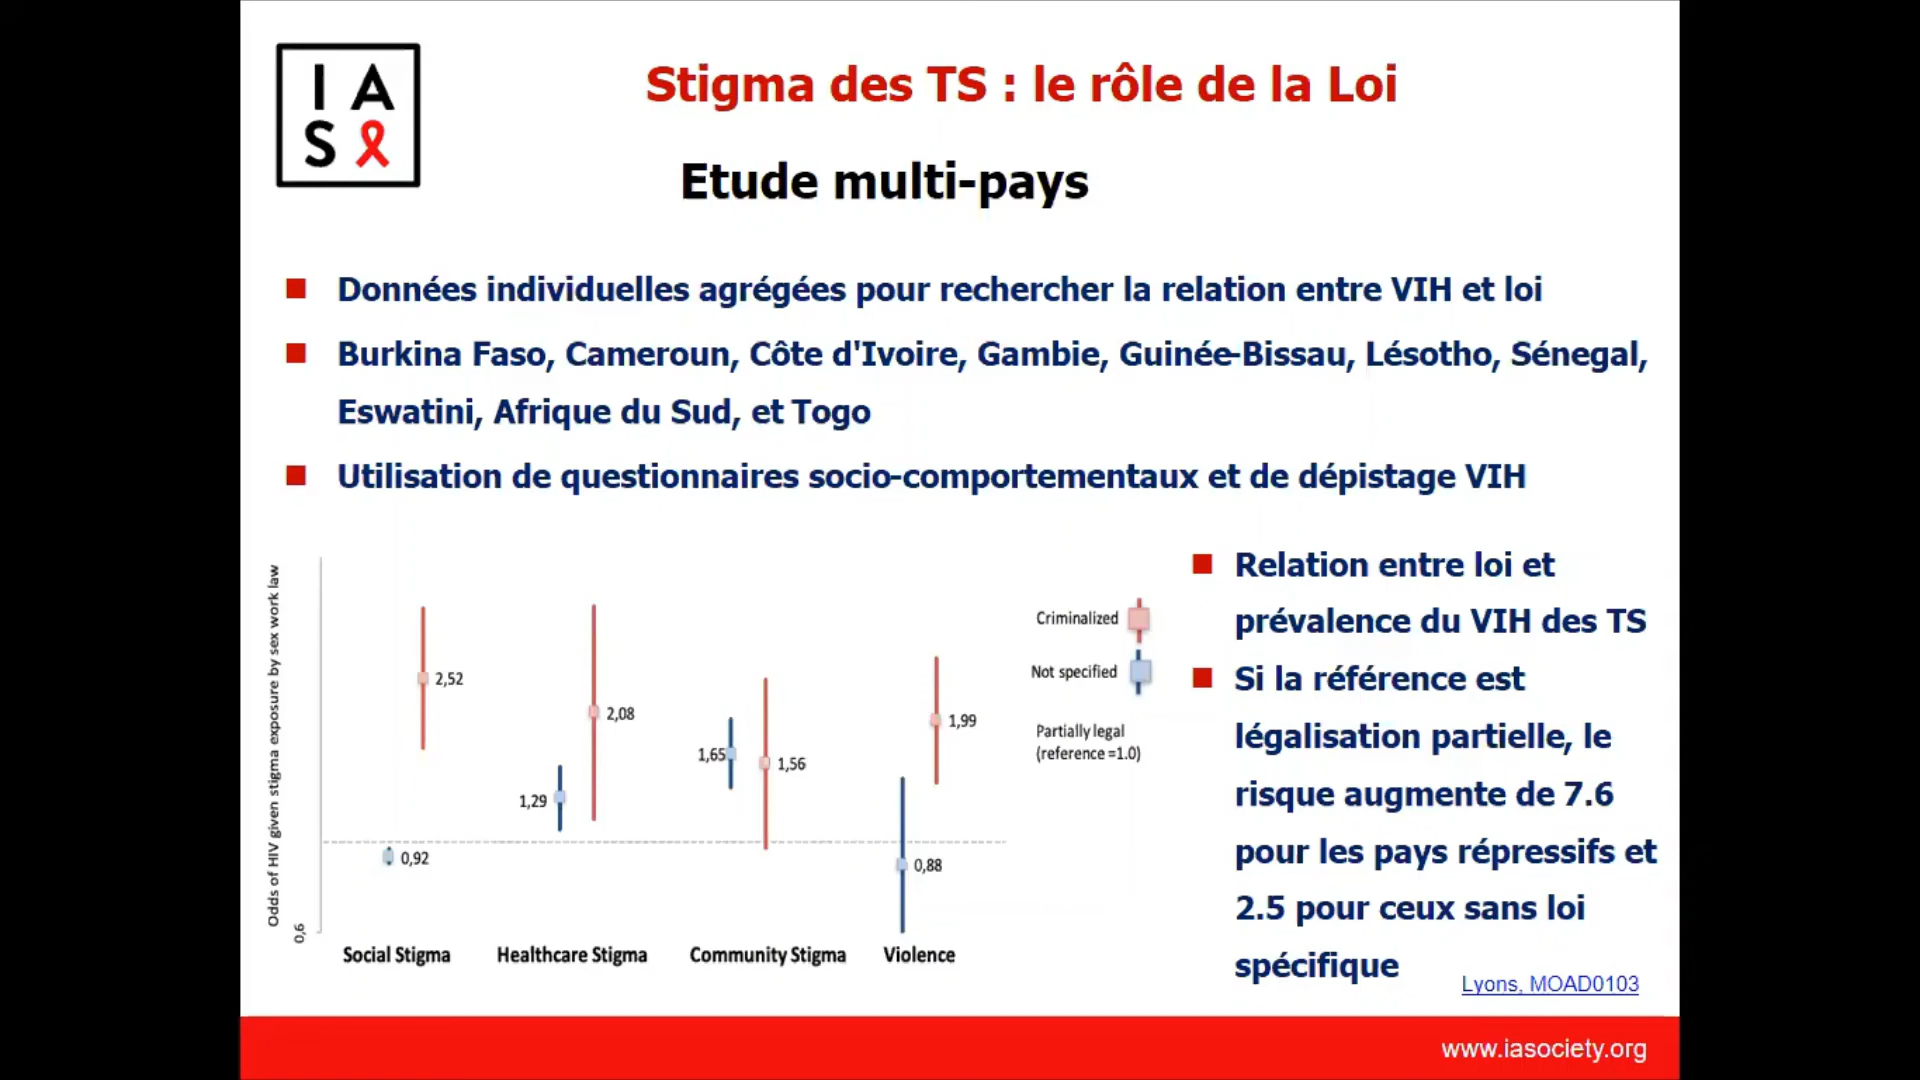 I A
S
Stigma des TS : le rôle de la Loi
Etude multi-pays
Données individuelles agrégées pour rechercher la relation entre VIH et loi
Burkina Faso, Cameroun, Côte d'Ivoire, Gambie, Guinée-Bissau, Lésotho, Sénegal,
Eswatini, Afrique du Sud, et Togo
Utilisation de questionnaires socio-comportementaux et de dépistage VIH
Odds of HIV given stigma exposure by sex work law
0,6
2,52
0,92
Social Stigma
2,08
1,29
Healthcare Stigma
1,65
1,56
Community Stigma
1,99
0,88
Violence
Criminalized
Not specified
Partially legal
(reference =1.0)
Relation entre loi et
prévalence du VIH des TS
Si la référence est
légalisation partielle, le
risque augmente de 7.6
pour les pays répressifs et
2.5 pour ceux sans loi
spécifique
Lyons, MOAD0103
www.iasociety.org